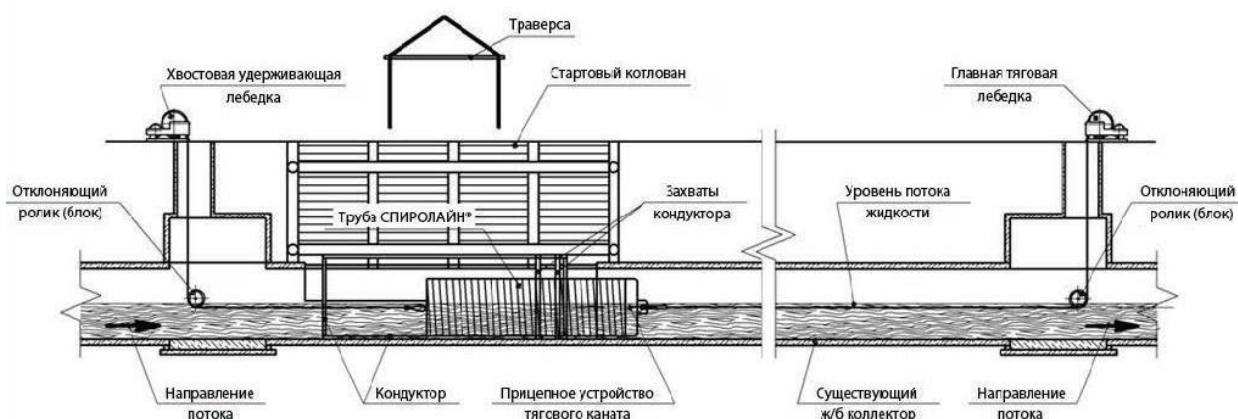 Траверса
Хвостовая удерживающая
лебедка
Стартовый котлован
Главная тяговая
лебедка
Отклоняющий
ролик (блок)
Труба СПИРОЛАЙН®
Захваты
кондуктора
Уровень потока
жидкости
Отклоняющий
ролик (блок)
Направление
потока
Кондуктор
Прицепное устройство
тягового каната
Существующий
ж/б коллектор
Направление
потока